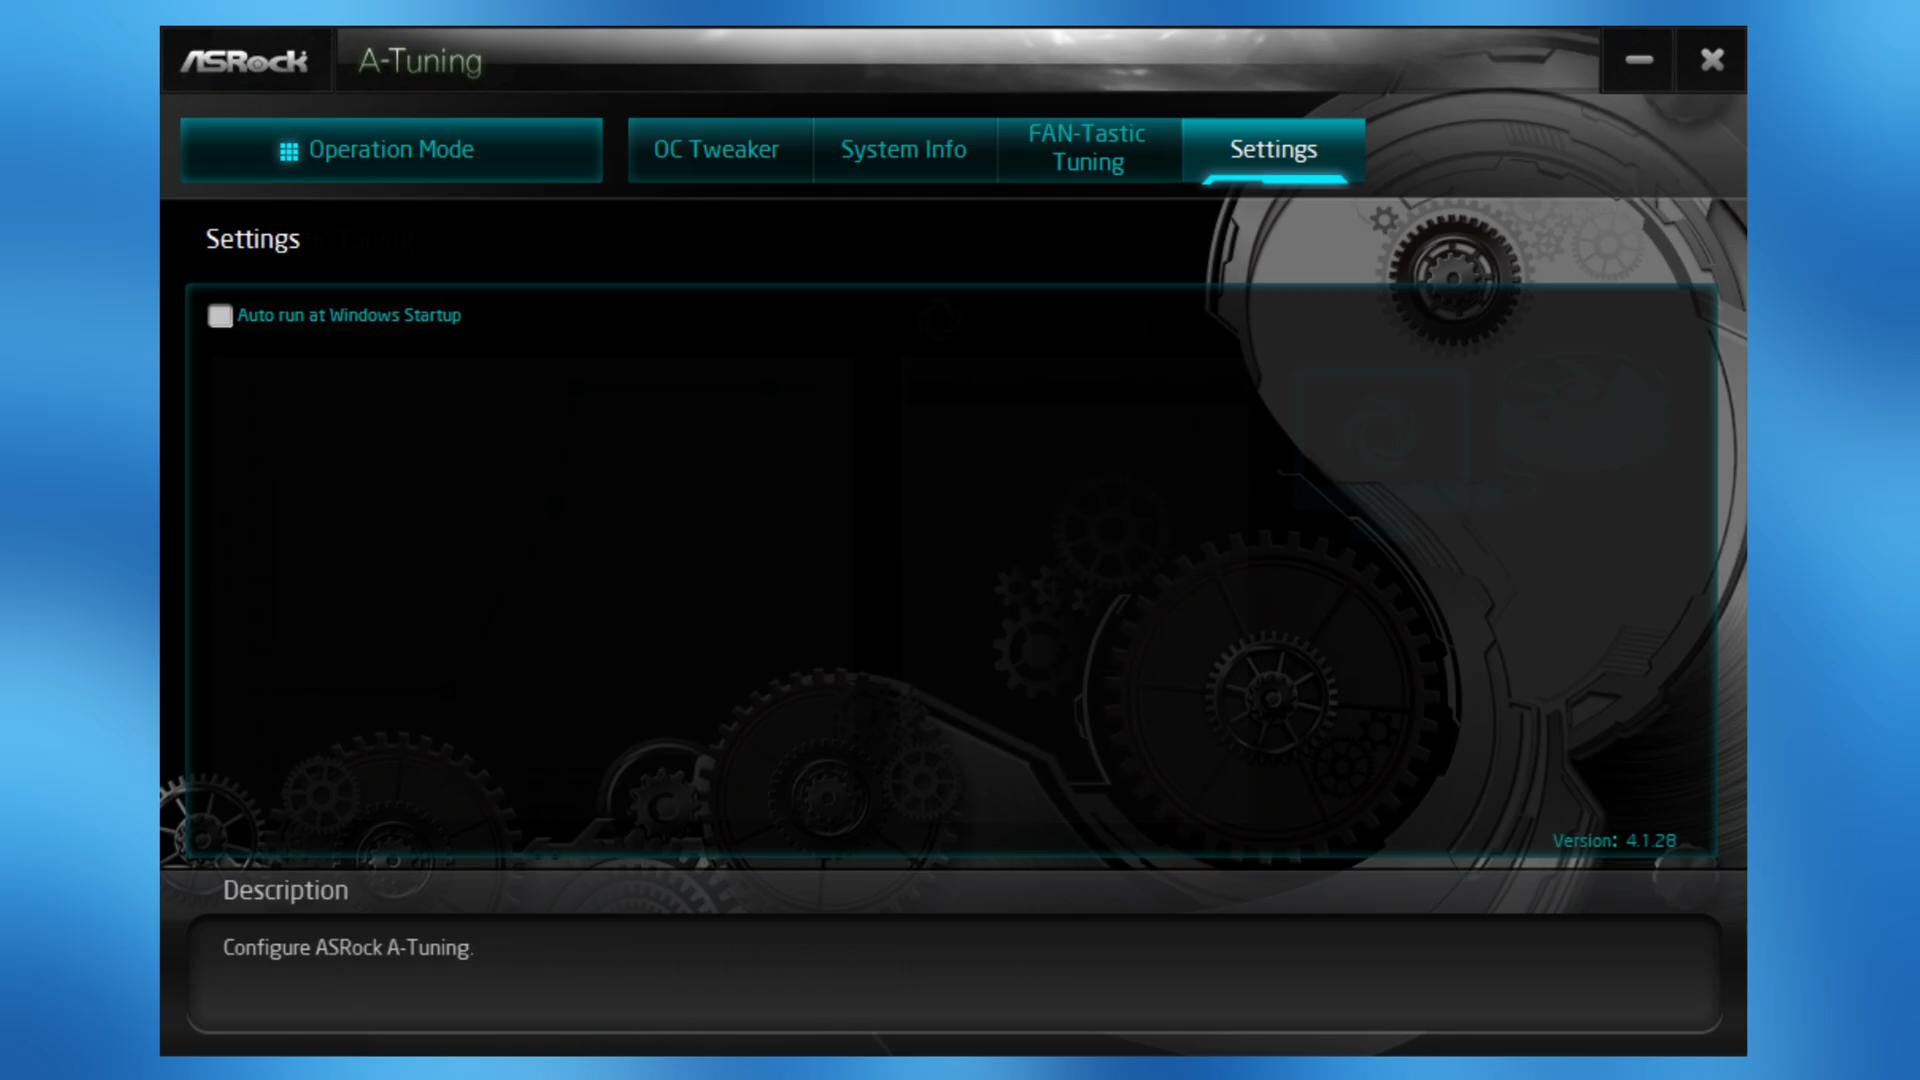 ASRock
A-Tuning
Operation Mode
OC Tweaker
System Info
FAN-Tastic
Tuning
Settings
Settings
Auto run at Windows Startup
Version: 4.1.28
Description
Configure ASRock A-Tuning.